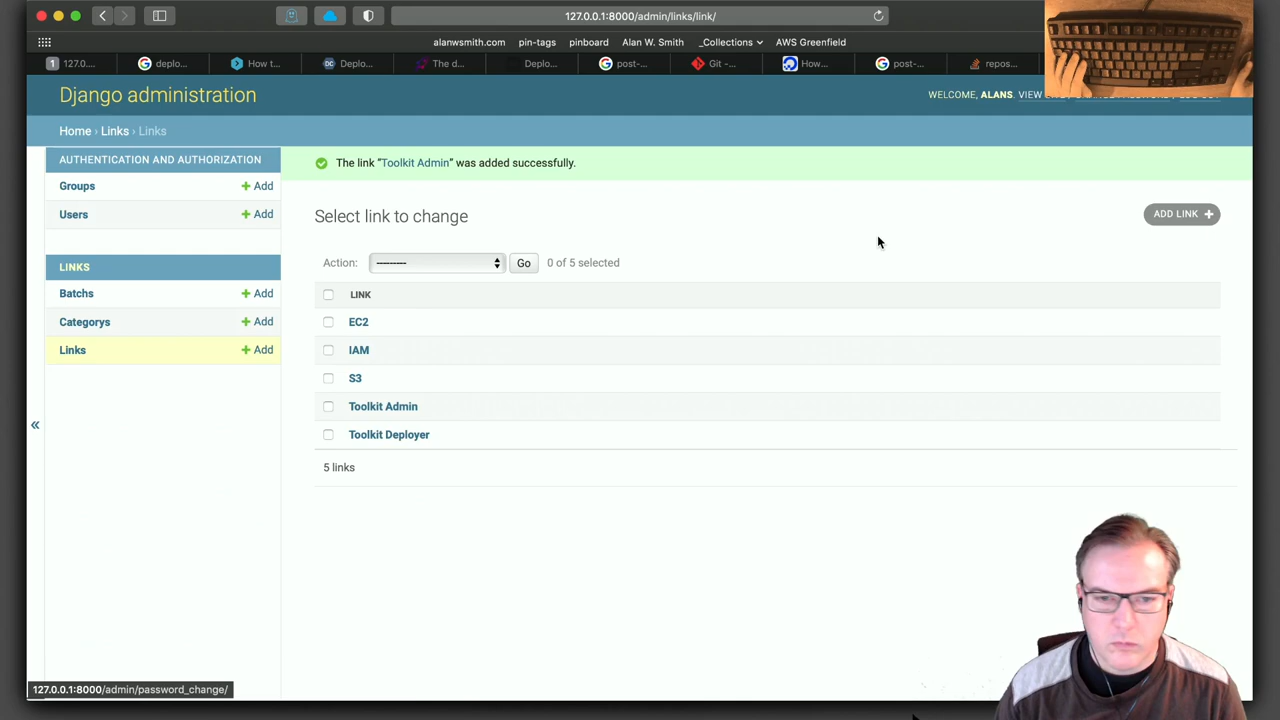 127.0.0.1:8000/admin/links/link/
alanwsmith.com pin-tags pinboard Alan W. Smith _Collections AWS Greenfield
1 127.0.... deplo... How t... DC Deplo... The d... Deplo... post-... Git -... How... post-... repos...
Django administration
WELCOME, ALANS. VIEW
Home › Links › Links
AUTHENTICATION AND AUTHORIZATION
Groups + Add
Users + Add
LINKS
Batchs + Add
Categorys + Add
Links + Add
«
The link “Toolkit Admin” was added successfully.
Select link to change
ADD LINK +
Action: --------- Go 0 of 5 selected
LINK
EC2
IAM
S3
Toolkit Admin
Toolkit Deployer
5 links
127.0.0.1:8000/admin/password_change/